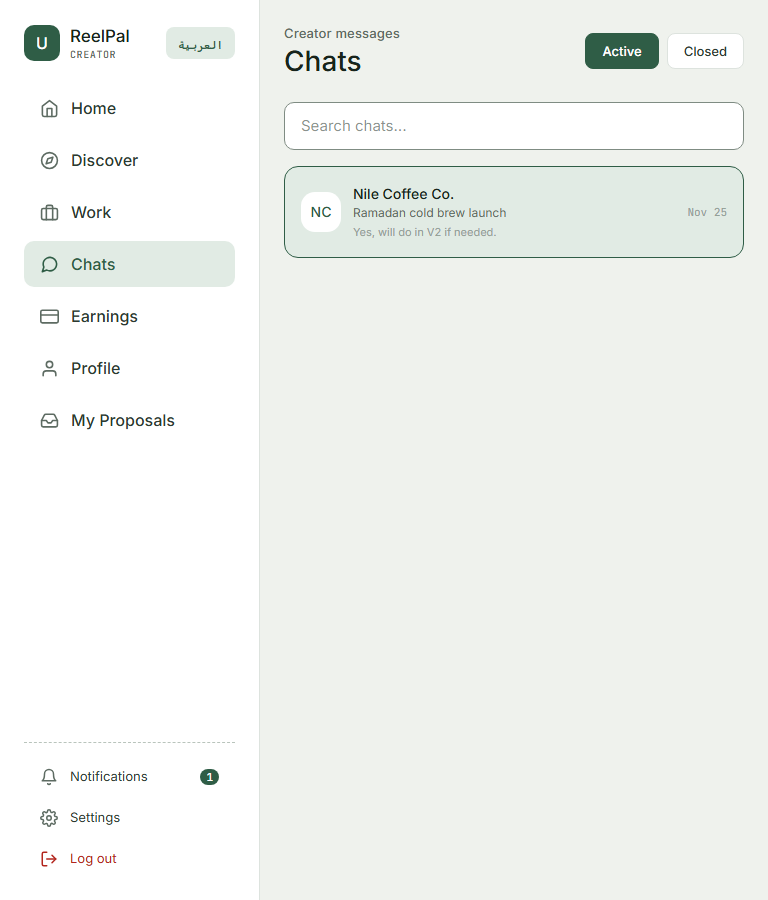 U
ReelPal
CREATOR
العربية
Home
Discover
Work
Chats
Earnings
Profile
My Proposals
Notifications
1
Settings
Log out
Creator messages
Chats
Active
Closed
Search chats...
NC
Nile Coffee Co.
Ramadan cold brew launch
Yes, will do in V2 if needed.
Nov 25